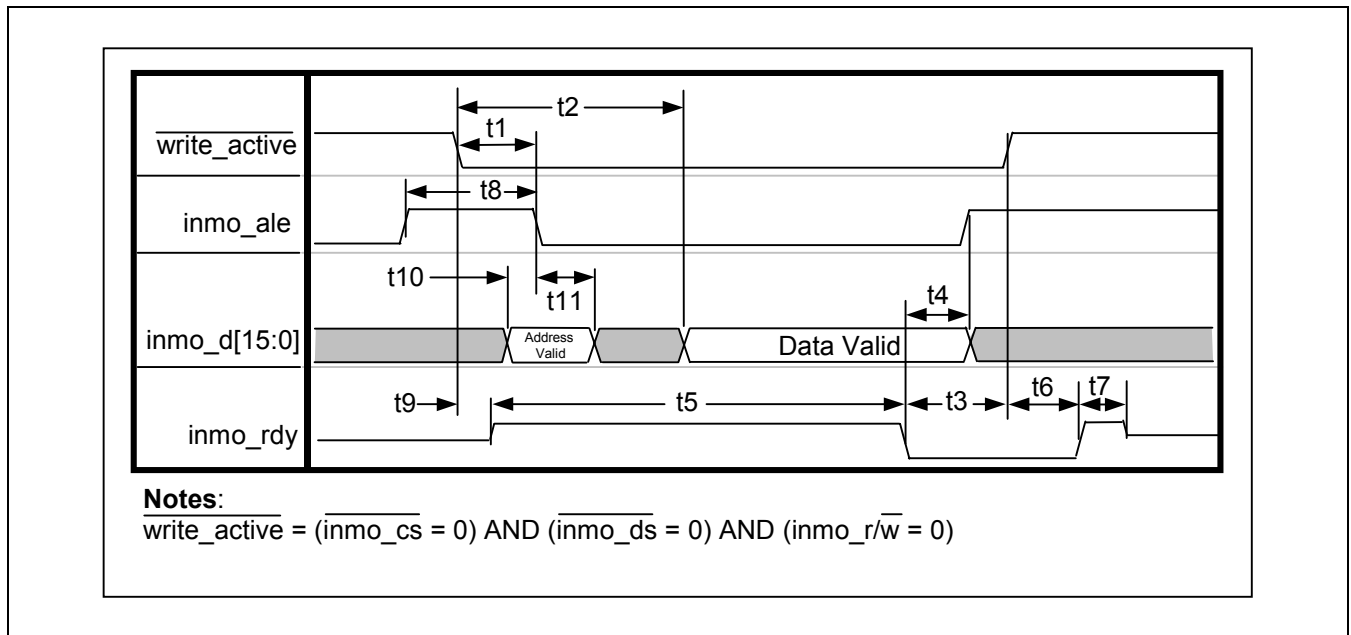 t2
t1
write_active
t8
inmo_ale
t10
t11
t4
inmo_d[15:0]
Address
Valid
Data Valid
t9
t5
t3
t6
t7
inmo_rdy
Notes:
write_active = (inmo_cs = 0) AND (inmo_ds = 0) AND (inmo_r/w = 0)